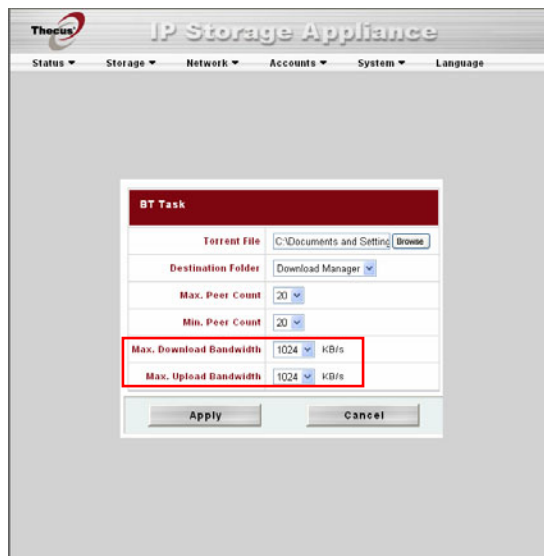 Thecus
IP Storage Appliance
Status Storage Network Accounts System Language
BT Task
Torrent File C:\Documents and Setting Browse
Destination Folder Download Manager
Max. Peer Count 20
Min. Peer Count 20
Max. Download Bandwidth 1024 KB/s
Max. Upload Bandwidth 1024 KB/s
Apply Cancel